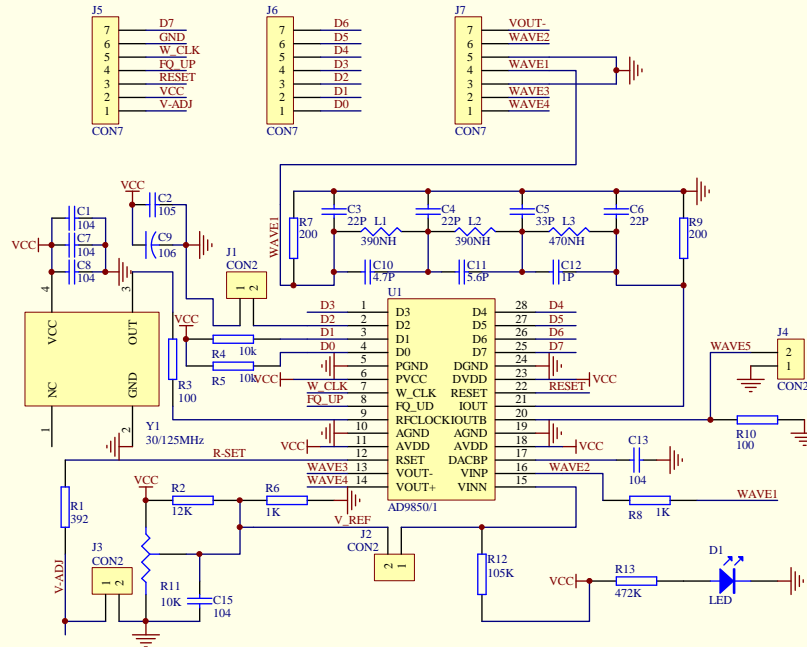 J5
7 D7
6 GND
5 W_CLK
4 FQ_UP
3 RESET
2 VCC
1 V-ADJ
CON7
J6
7 D6
6 D5
5 D4
4 D3
3 D2
2 D1
1 D0
CON7
J7
7 VOUT-
6 WAVE2
5
4 WAVE1
3
2 WAVE3
1 WAVE4
CON7
VCC
C1
104
C7
104
C8
104
VCC
C2
105
C9
106
J1
CON2
1 2
WAVE1
R7
200
C3
22P
L1
390NH
C4
22P
L2
390NH
C5
33P
L3
470NH
C6
22P
R9
200
C10
4.7P
C11
5.6P
C12
1P
4
3
VCC
OUT
NC
GND
1
2
Y1
30/125MHz
R3
100
VCC
R4
10k
R5
10k
U1
D3 1 D3
D2 2 D2
D1 3 D1
D0 4 D0
5 PGND
VCC 6 PVCC
W_CLK 7 W_CLK
FQ_UP 8 FQ_UD
9 RFCLOCK
10 AGND
VCC 11 AVDD
R-SET 12 RSET
WAVE3 13 VOUT-
WAVE4 14 VOUT+
D4 28 D4
D5 27 D5
D6 26 D6
D7 25 D7
DGND 24
DVDD 23 VCC
RESET 22 RESET
IOUT 21
IOUTB 20
AGND 19
AVDD 18 VCC
DACBP 17
VINP 16 WAVE2
VINN 15
AD9850/1
J4
WAVE5
2
1
CON2
R10
100
C13
104
R8 1K
WAVE1
R1
392
V-ADJ
J3
CON2
1 2
VCC
R2
12K
R6
1K
V_REF
R11
10K
C15
104
J2
CON2
2 1
R12
105K
VCC
R13
472K
D1
LED